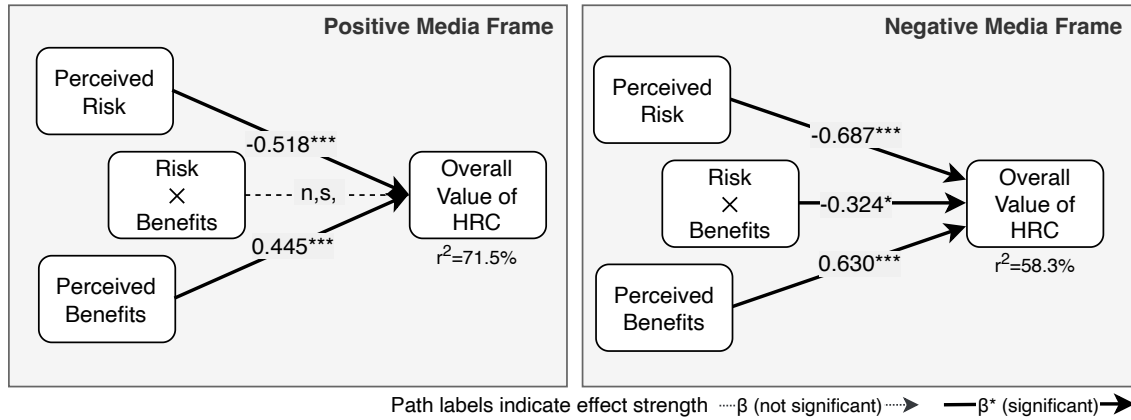 Positive Media Frame
Perceived
Risk
-0.518***
Risk
×
Benefits
n,s,
Overall
Value of
HRC
r²=71.5%
0.445***
Perceived
Benefits
Negative Media Frame
Perceived
Risk
-0.687***
Risk
×
Benefits
-0.324*
Overall
Value of
HRC
r²=58.3%
0.630***
Perceived
Benefits
Path labels indicate effect strength β (not significant) β* (significant)